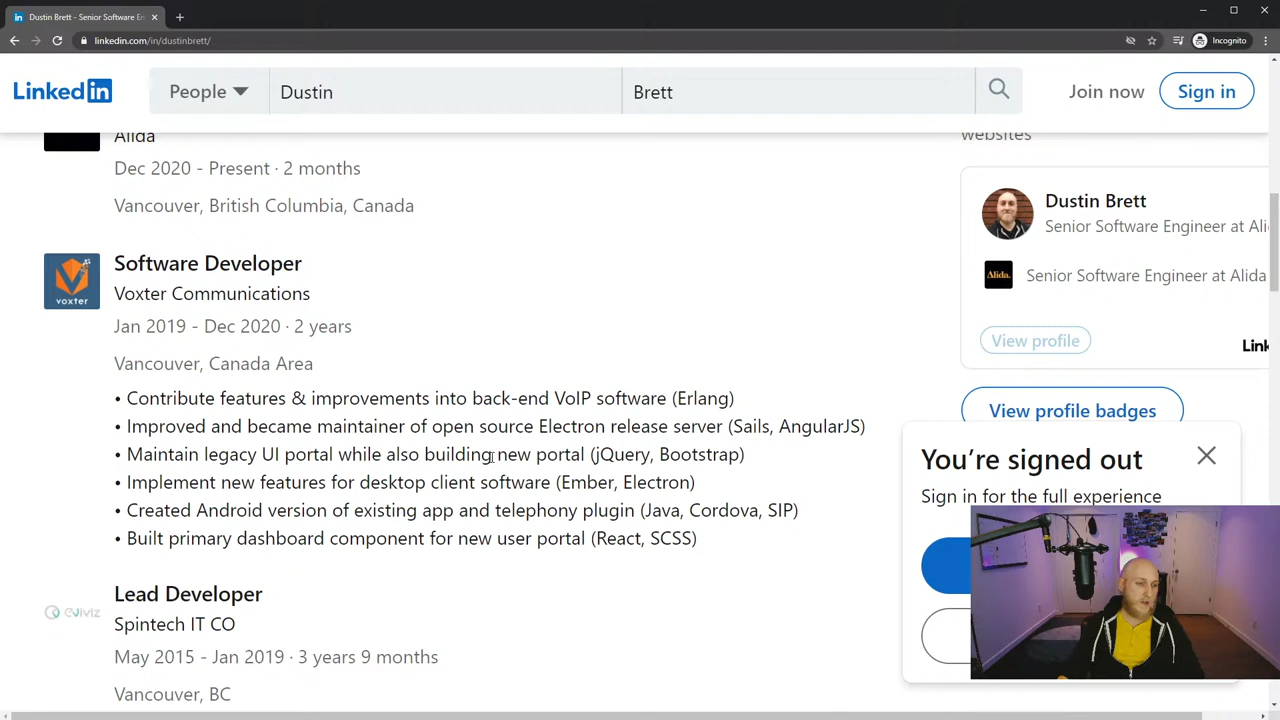 Dustin Brett - Senior Software En
linkedin.com/in/dustinbrett/
Incognito
Linked in
People
Dustin
Brett
Join now
Sign in
Alida
Dec 2020 - Present · 2 months
Vancouver, British Columbia, Canada
Software Developer
Voxter Communications
Jan 2019 - Dec 2020 · 2 years
Vancouver, Canada Area
• Contribute features & improvements into back-end VoIP software (Erlang)
• Improved and became maintainer of open source Electron release server (Sails, AngularJS)
• Maintain legacy UI portal while also building new portal (jQuery, Bootstrap)
• Implement new features for desktop client software (Ember, Electron)
• Created Android version of existing app and telephony plugin (Java, Cordova, SIP)
• Built primary dashboard component for new user portal (React, SCSS)
voxter
Lead Developer
Spintech IT CO
May 2015 - Jan 2019 · 3 years 9 months
Vancouver, BC
websites
Dustin Brett
Senior Software Engineer at Ali
Alida.
Senior Software Engineer at Alida
View profile
Link
View profile badges
You're signed out
Sign in for the full experience